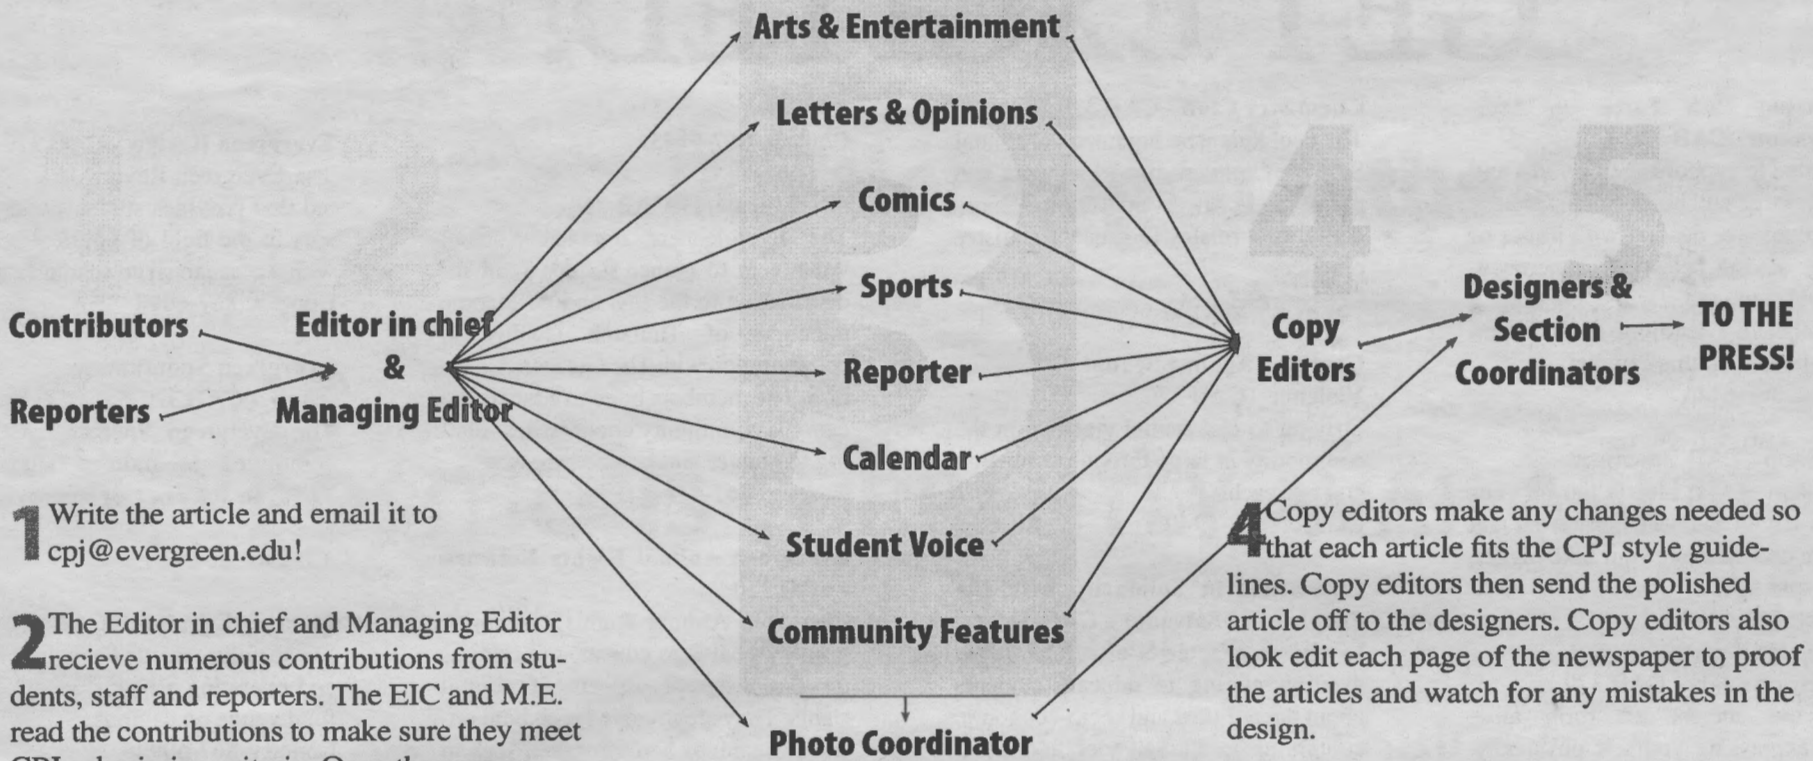 Arts & Entertainment
Letters & Opinions
Comics
Sports
Reporter
Calendar
Student Voice
Community Features
Photo Coordinator
Contributors
Reporters
Editor in chief
&
Managing Editor
Copy
Editors
Designers &
Section
Coordinators
TO THE
PRESS!
3
4
5
1 Write the article and email it to
cpj@evergreen.edu!
2 The Editor in chief and Managing Editor
recieve numerous contributions from stu-
dents, staff and reporters. The EIC and M.E.
read the contributions to make sure they meet
4 Copy editors make any changes needed so
that each article fits the CPJ style guide-
lines. Copy editors then send the polished
article off to the designers. Copy editors also
look edit each page of the newspaper to proof
the articles and watch for any mistakes in the
design.